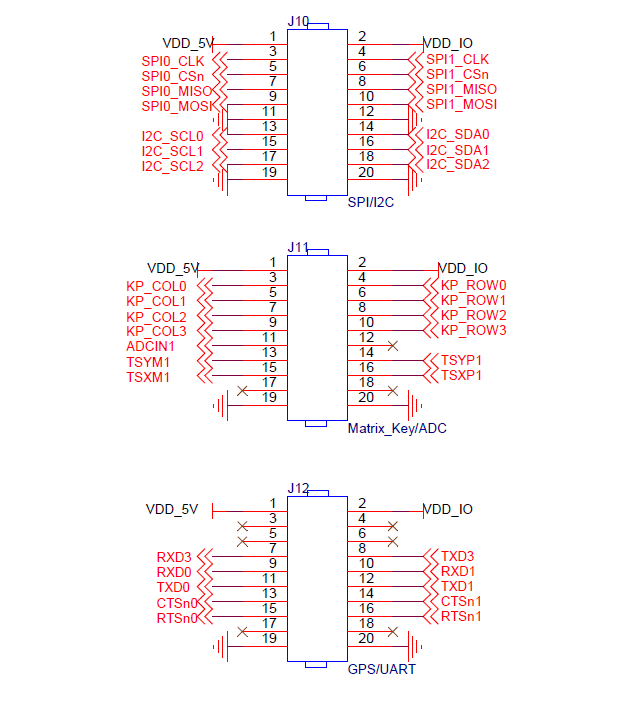 J10
VDD_5V 1 2 VDD_IO
SPI0_CLK 3 4 SPI1_CLK
SPI0_CSn 5 6 SPI1_CSn
SPI0_MISO 7 8 SPI1_MISO
SPI0_MOSI 9 10 SPI1_MOSI
11 12
I2C_SCL0 13 14 I2C_SDA0
I2C_SCL1 15 16 I2C_SDA1
I2C_SCL2 17 18 I2C_SDA2
19 20
SPI/I2C
J11
VDD_5V 1 2 VDD_IO
KP_COL0 3 4 KP_ROW0
KP_COL1 5 6 KP_ROW1
KP_COL2 7 8 KP_ROW2
KP_COL3 9 10 KP_ROW3
ADCIN1 11 12
TSYM1 13 14 TSYP1
TSXM1 15 16 TSXP1
17 18
19 20
Matrix_Key/ADC
J12
VDD_5V 1 2 VDD_IO
3 4
5 6
RXD3 7 8 TXD3
RXD0 9 10 RXD1
TXD0 11 12 TXD1
CTSn0 13 14 CTSn1
RTSn0 15 16 RTSn1
17 18
19 20
GPS/UART